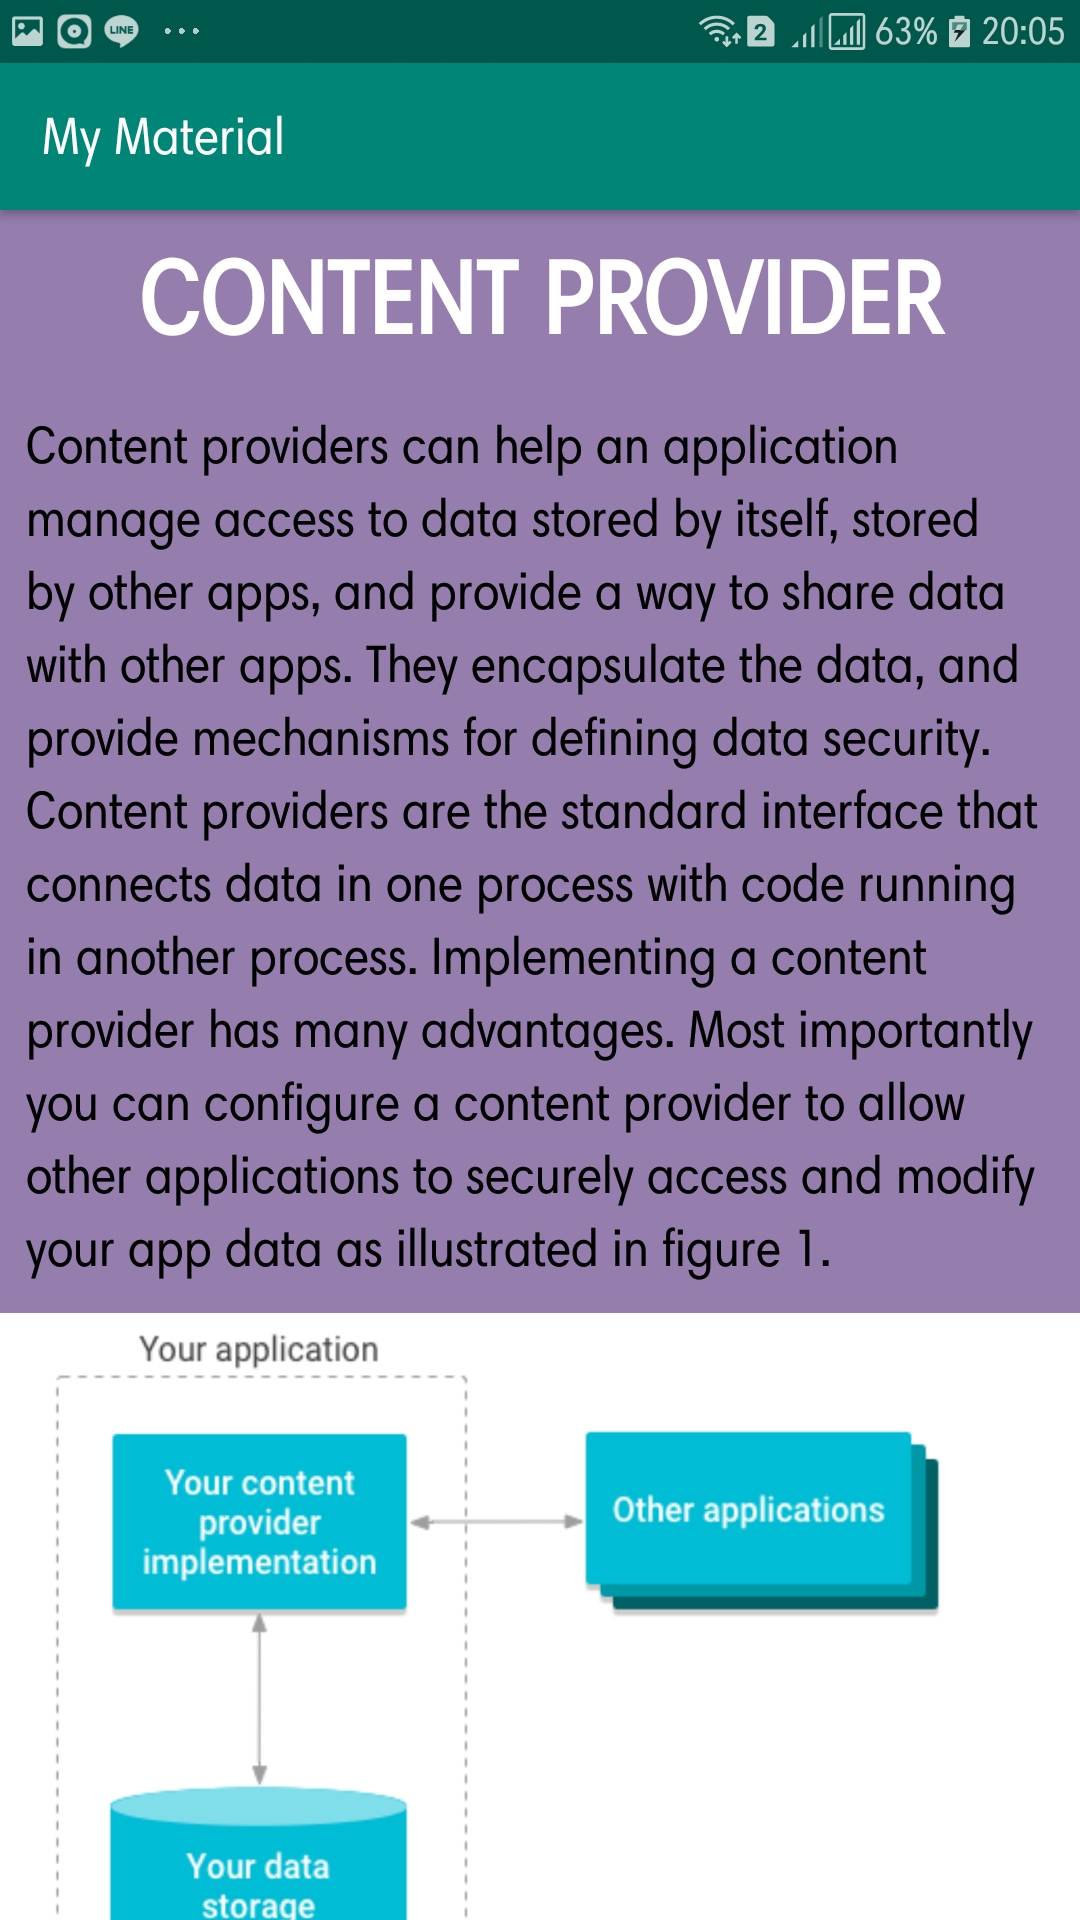 LINE
2
63%
20:05
My Material
CONTENT PROVIDER
Content providers can help an application
manage access to data stored by itself, stored
by other apps, and provide a way to share data
with other apps. They encapsulate the data, and
provide mechanisms for defining data security.
Content providers are the standard interface that
connects data in one process with code running
in another process. Implementing a content
provider has many advantages. Most importantly
you can configure a content provider to allow
other applications to securely access and modify
your app data as illustrated in figure 1.
Your application
Your content
provider
implementation
Other applications
Your data
storage